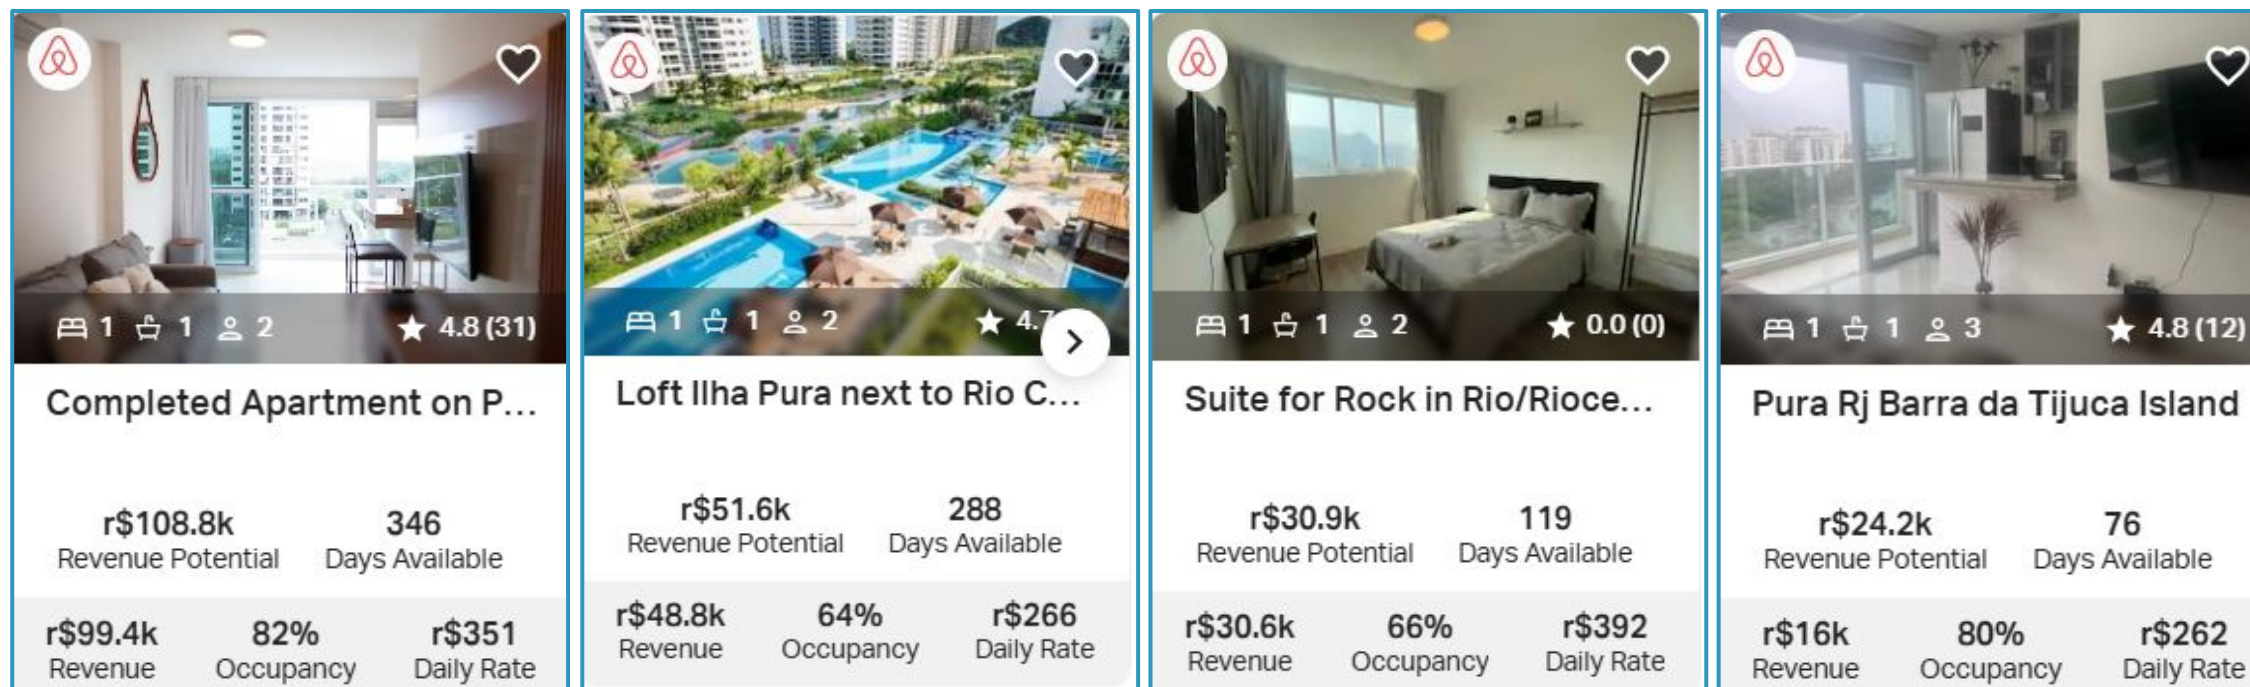 1 1 2 4.8 (31)
Completed Apartment on P...
r$108.8k 346
Revenue Potential Days Available
r$99.4k 82% r$351
Revenue Occupancy Daily Rate
1 1 2 4.7
Loft Ilha Pura next to Rio C...
r$51.6k 288
Revenue Potential Days Available
r$48.8k 64% r$266
Revenue Occupancy Daily Rate
1 1 2 0.0 (0)
Suite for Rock in Rio/Rioce...
r$30.9k 119
Revenue Potential Days Available
r$30.6k 66% r$392
Revenue Occupancy Daily Rate
1 1 3 4.8 (12)
Pura Rj Barra da Tijuca Island
r$24.2k 76
Revenue Potential Days Available
r$16k 80% r$262
Revenue Occupancy Daily Rate